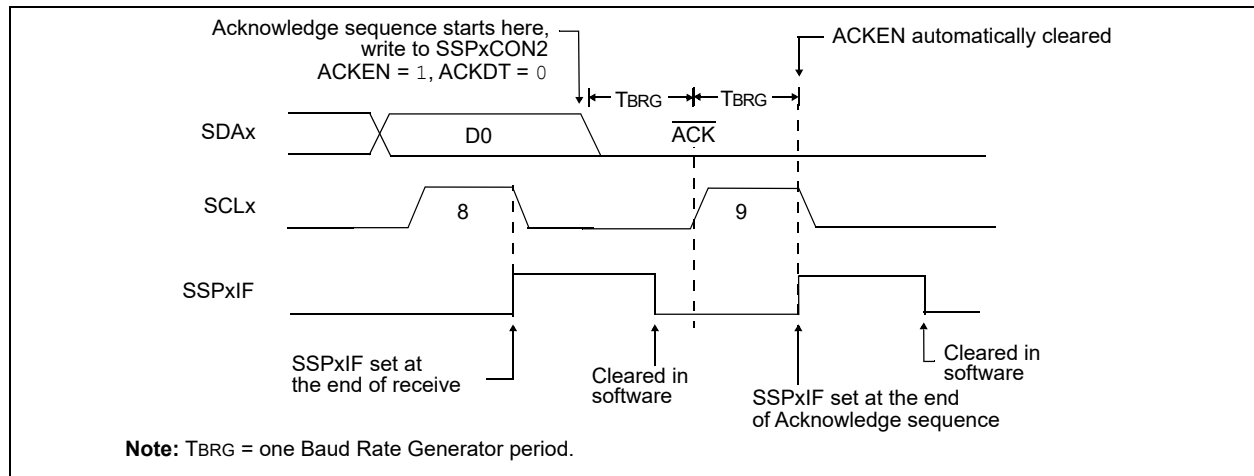 Acknowledge sequence starts here,
write to SSPxCON2
ACKEN = 1, ACKDT = 0
ACKEN automatically cleared
TBRG
TBRG
SDAx
D0
ACK
SCLx
8
9
SSPxIF
SSPxIF set at
the end of receive
Cleared in
software
SSPxIF set at the end
of Acknowledge sequence
Cleared in
software
Note: TBRG = one Baud Rate Generator period.